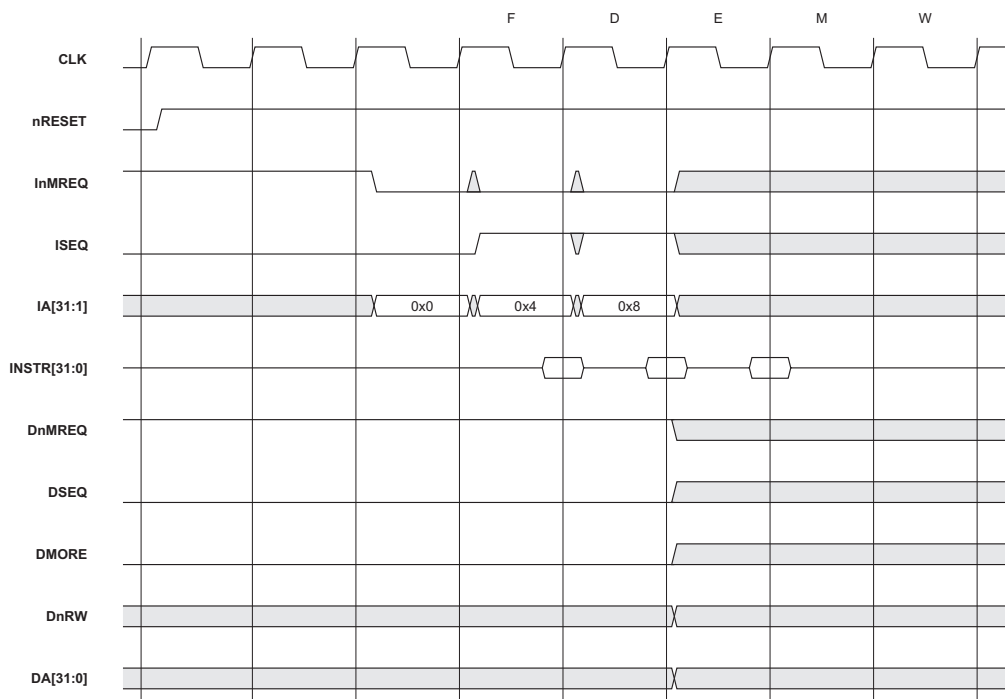 F D E M W
CLK
nRESET
InMREQ
ISEQ
IA[31:1] 0x0 0x4 0x8
INSTR[31:0]
DnMREQ
DSEQ
DMORE
DnRW
DA[31:0]